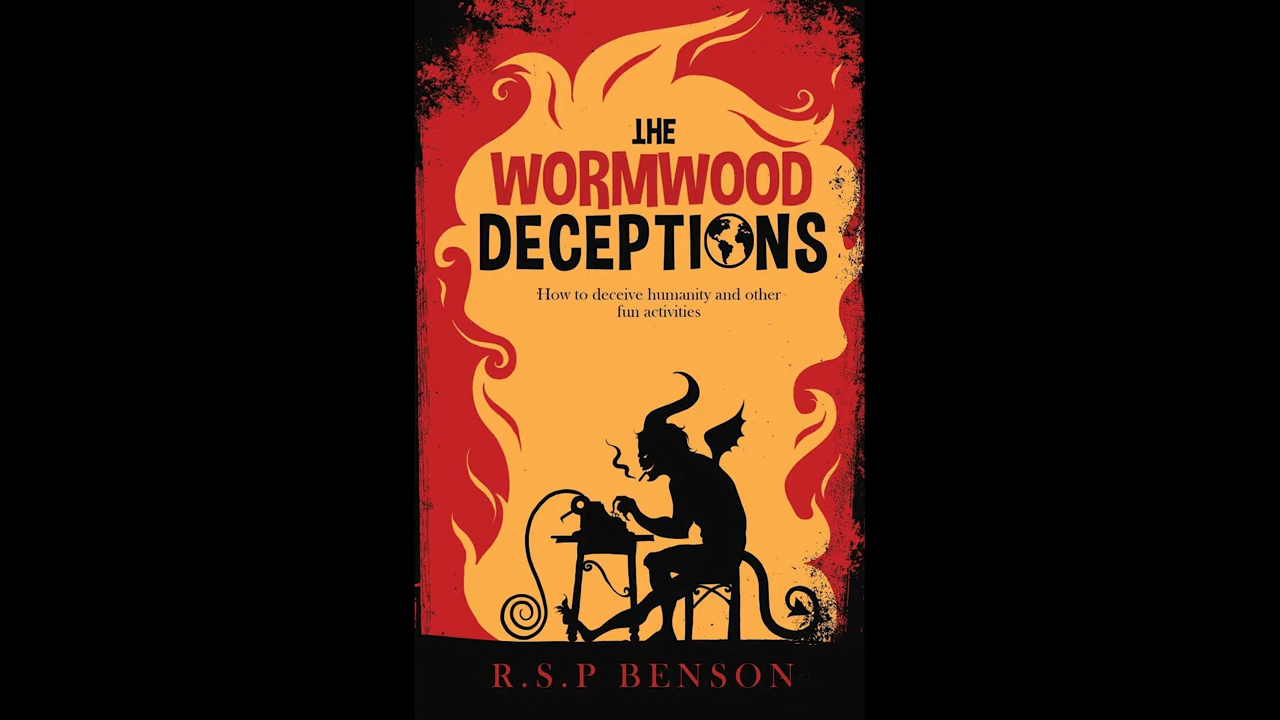 THE
WORMWOOD
DECEPTIONS
How to deceive humanity and other
fun activities
R.S.P BENSON